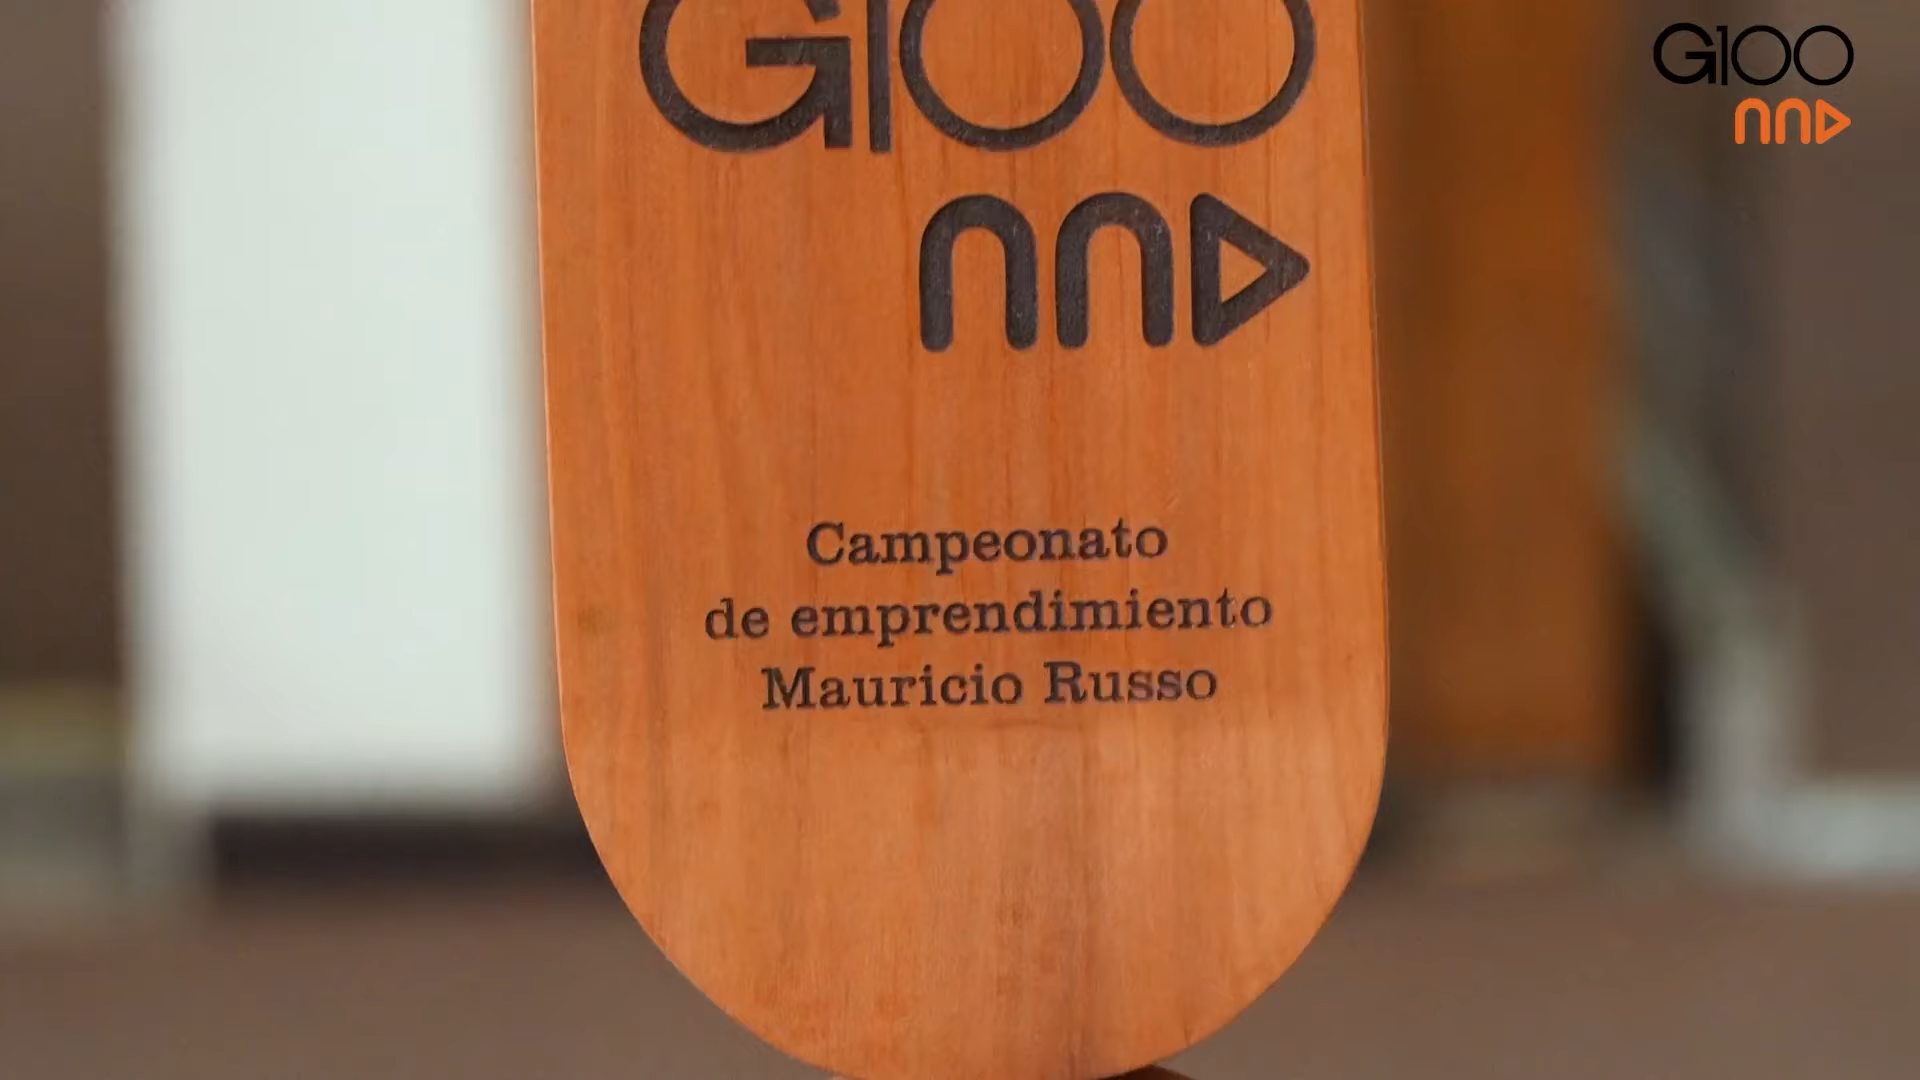 G100
G100
Campeonato
de emprendimiento
Mauricio Russo